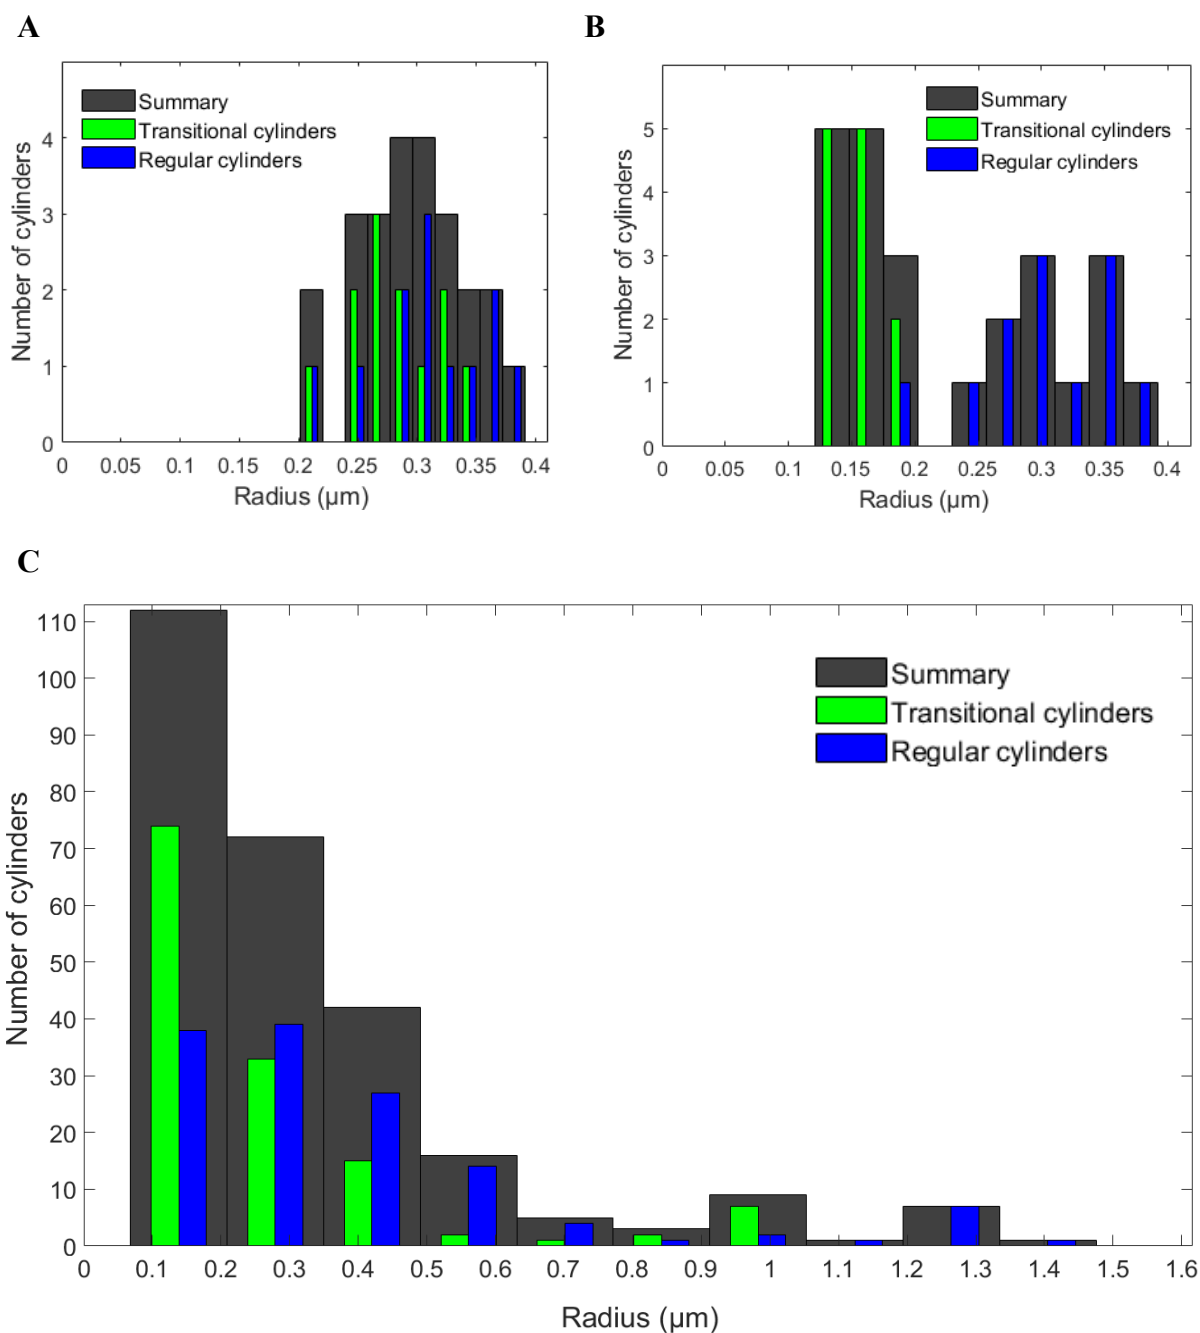 A
Summary
Transitional cylinders
Regular cylinders
Number of cylinders
4
3
2
1
0
0 0.05 0.1 0.15 0.2 0.25 0.3 0.35 0.4
Radius (µm)
B
Summary
Transitional cylinders
Regular cylinders
Number of cylinders
5
4
3
2
1
0
0 0.05 0.1 0.15 0.2 0.25 0.3 0.35 0.4
Radius (µm)
C
Summary
Transitional cylinders
Regular cylinders
Number of cylinders
110
100
90
80
70
60
50
40
30
20
10
0
0 0.1 0.2 0.3 0.4 0.5 0.6 0.7 0.8 0.9 1 1.1 1.2 1.3 1.4 1.5 1.6
Radius (µm)